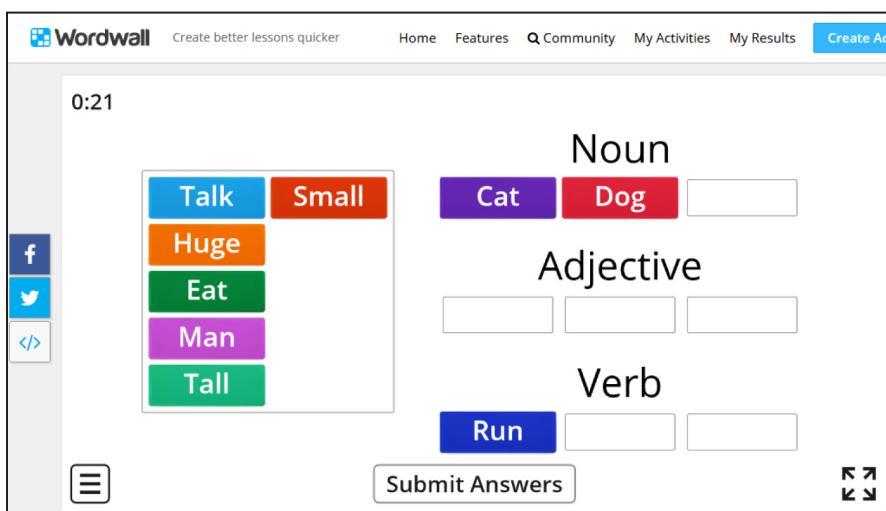 Wordwall Create better lessons quicker Home Features Community My Activities My Results Create Ac
0:21
Noun
Talk Small Cat Dog
Huge
Adjective
Eat
</>
Man
Tall
Verb
Run
Submit Answers